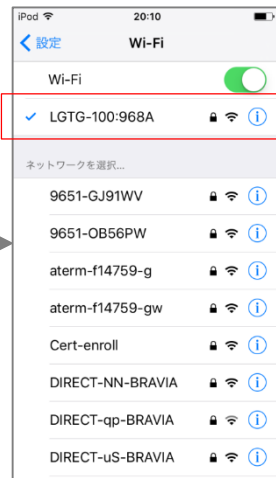 iPod 20:10
設定 Wi-Fi
Wi-Fi
LGTG-100:968A
ネットワークを選択...
9651-GJ91WV
9651-OB56PW
aterm-f14759-g
aterm-f14759-gw
Cert-enroll
DIRECT-NN-BRAVIA
DIRECT-qp-BRAVIA
DIRECT-uS-BRAVIA